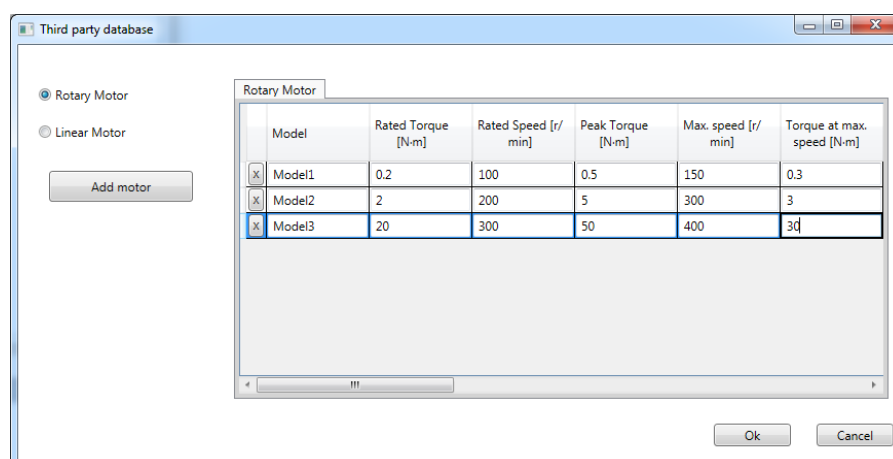 Third party database
Rotary Motor
Linear Motor
Add motor
Rotary Motor
Model Rated Torque [N·m] Rated Speed [r/min] Peak Torque [N·m] Max. speed [r/min] Torque at max. speed [N·m]
X Model1 0.2 100 0.5 150 0.3
X Model2 2 200 5 300 3
X Model3 20 300 50 400 30
Ok Cancel